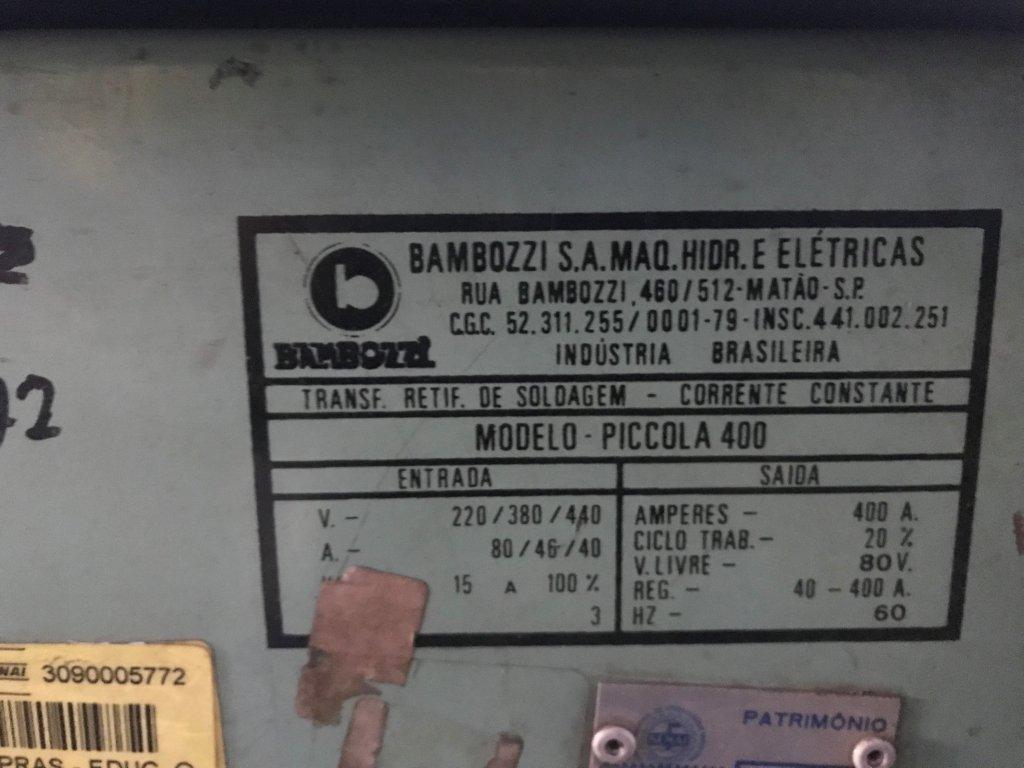 BAMBOZZI S.A. MAQ. HIDR. E ELÉTRICAS
RUA BAMBOZZI, 460/512 - MATÃO - S.P.
C.G.C. 52.311.255/0001-79 - INSC. 441.002.251
BAMBOZZI
INDÚSTRIA BRASILEIRA
TRANSF. RETIF. DE SOLDAGEM - CORRENTE CONSTANTE
MODELO - PICCOLA 400
ENTRADA
V. - 220/380/440
A. - 80/46/40
15 A 100 %
3
SAIDA
AMPERES - 400 A.
CICLO TRAB. - 20 %
V. LIVRE - 80 V.
REG. - 40 - 400 A.
HZ - 60
3090005772
PATRIMÔNIO